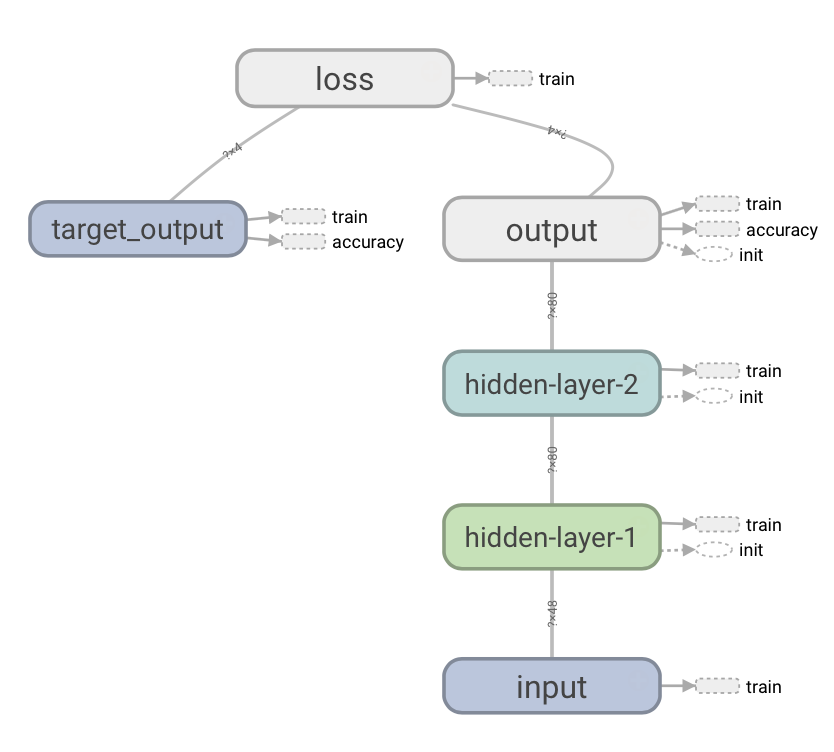 loss
train
?×4
?×4
target_output
train
accuracy
output
train
accuracy
init
?×80
hidden-layer-2
train
init
?×80
hidden-layer-1
train
init
?×48
input
train